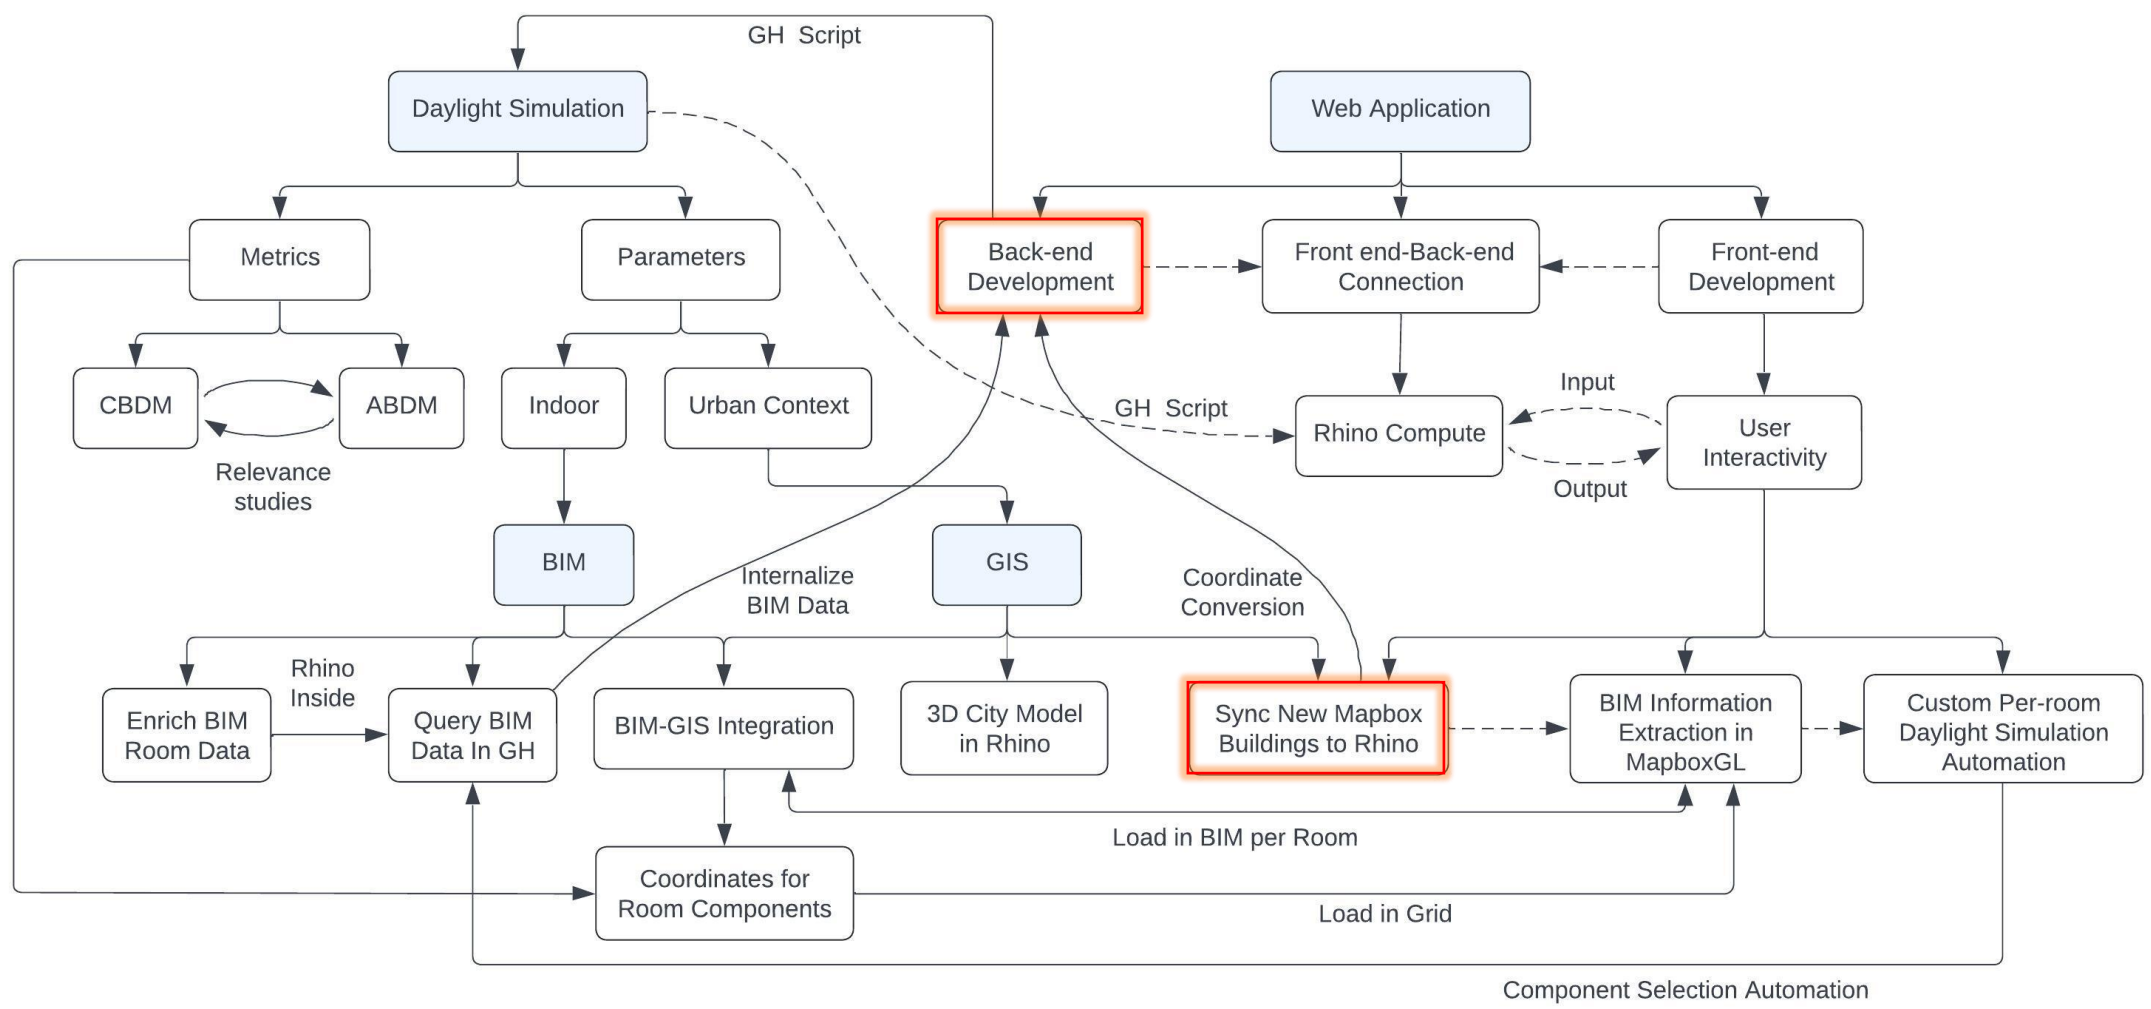 GH Script
Daylight Simulation
Web Application
Metrics
Parameters
Back-end
Development
Front end-Back-end
Connection
Front-end
Development
CBDM
ABDM
Indoor
Urban Context
GH Script
Rhino Compute
Input
User
Interactivity
Output
Relevance
studies
BIM
GIS
Internalize
BIM Data
Coordinate
Conversion
Rhino
Inside
Enrich BIM
Room Data
Query BIM
Data In GH
BIM-GIS Integration
3D City Model
in Rhino
Sync New Mapbox
Buildings to Rhino
BIM Information
Extraction in
MapboxGL
Custom Per-room
Daylight Simulation
Automation
Load in BIM per Room
Coordinates for
Room Components
Load in Grid
Component Selection Automation